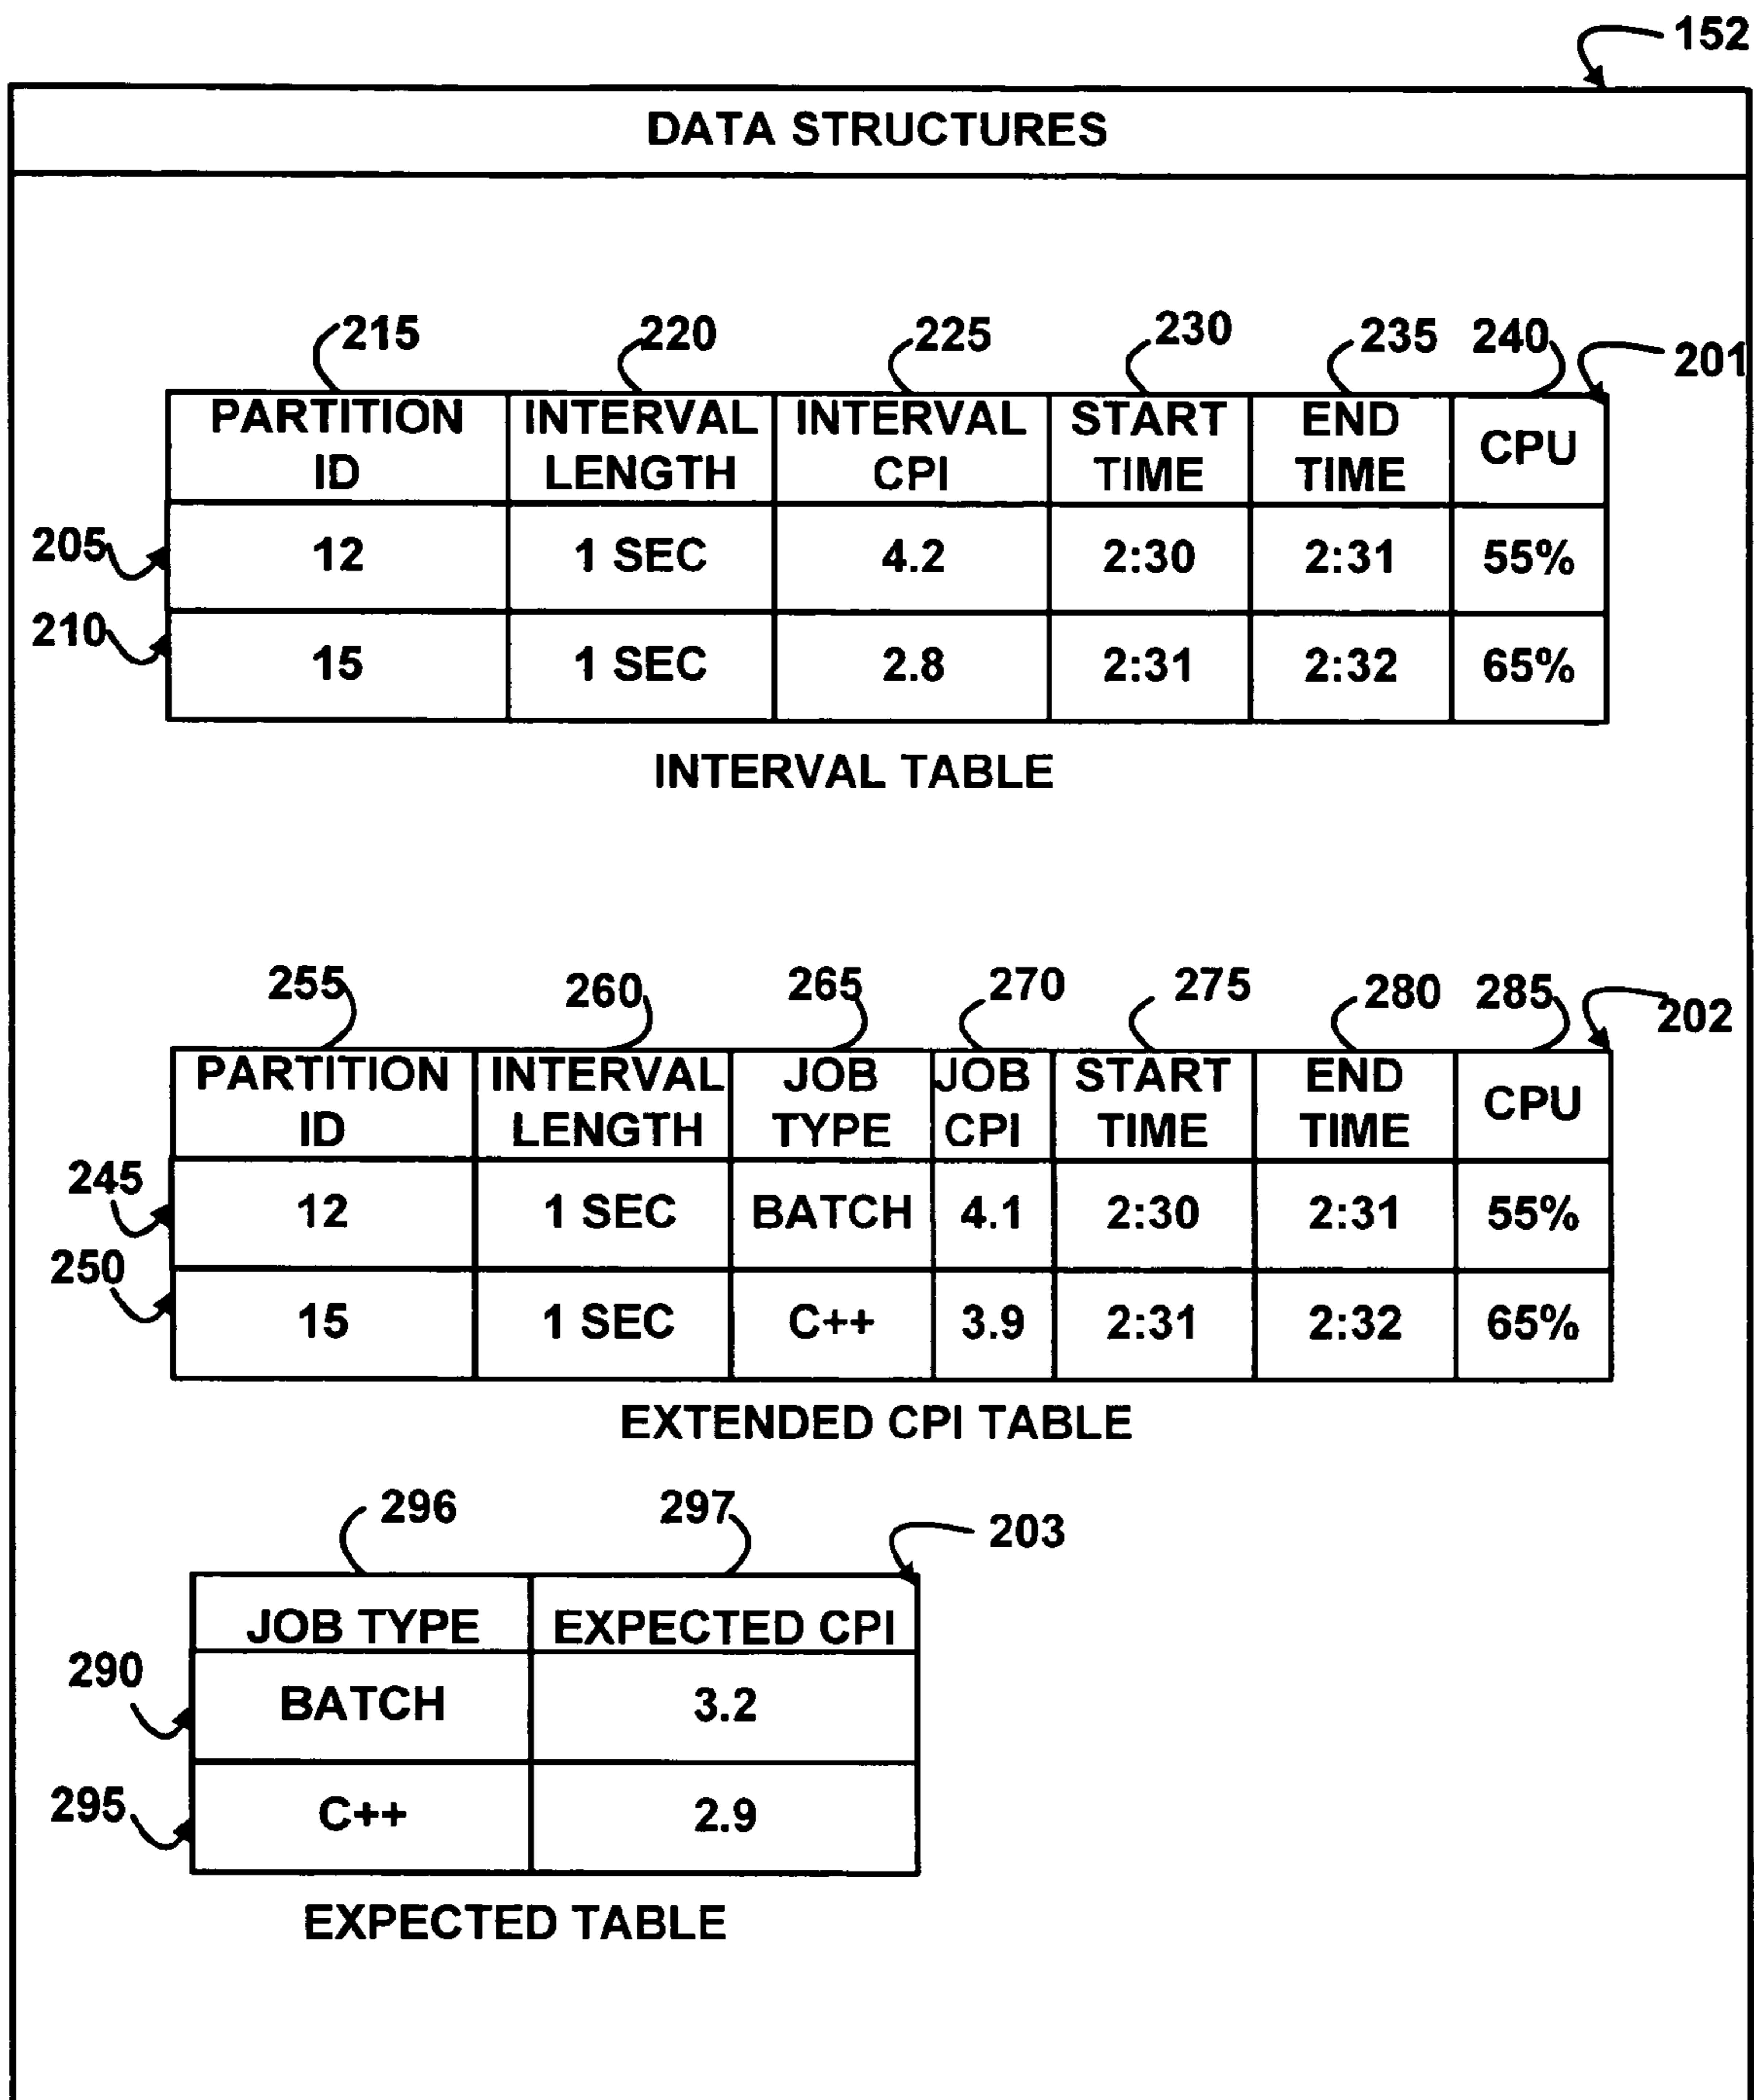 152
DATA STRUCTURES
215 220 225 230 235 240 201
PARTITION ID INTERVAL LENGTH INTERVAL CPI START TIME END TIME CPU
205 12 1 SEC 4.2 2:30 2:31 55%
210 15 1 SEC 2.8 2:31 2:32 65%
INTERVAL TABLE
255 260 265 270 275 280 285 202
PARTITION ID INTERVAL LENGTH JOB TYPE JOB CPI START TIME END TIME CPU
245 12 1 SEC BATCH 4.1 2:30 2:31 55%
250 15 1 SEC C++ 3.9 2:31 2:32 65%
EXTENDED CPI TABLE
296 297 203
JOB TYPE EXPECTED CPI
290 BATCH 3.2
295 C++ 2.9
EXPECTED TABLE